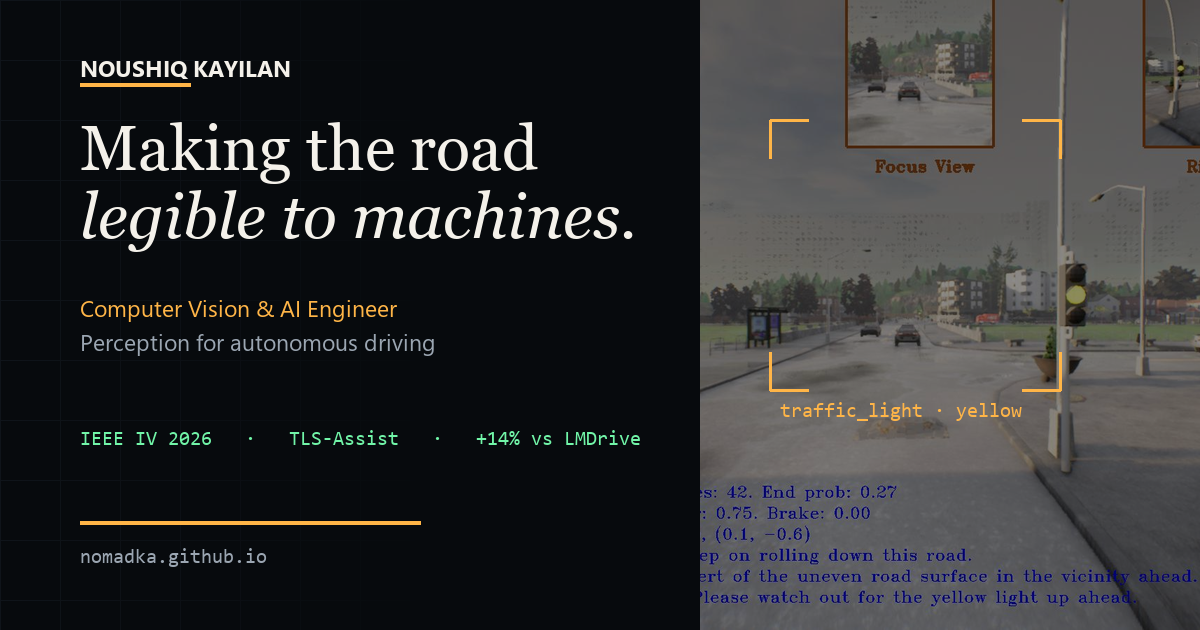 NOUSHIQ KAYILAN
Making the road
legible to machines.
Computer Vision & AI Engineer
Perception for autonomous driving
IEEE IV 2026 · TLS-Assist · +14% vs LMDrive
nomadka.github.io
Focus View
traffic_light · yellow
42. End prob: 0.27
0.75. Brake: 0.00
(0.1, −0.6)
on rolling down this road.
of the uneven road surface in the vicinity ahead.
Please watch out for the yellow light up ahead.